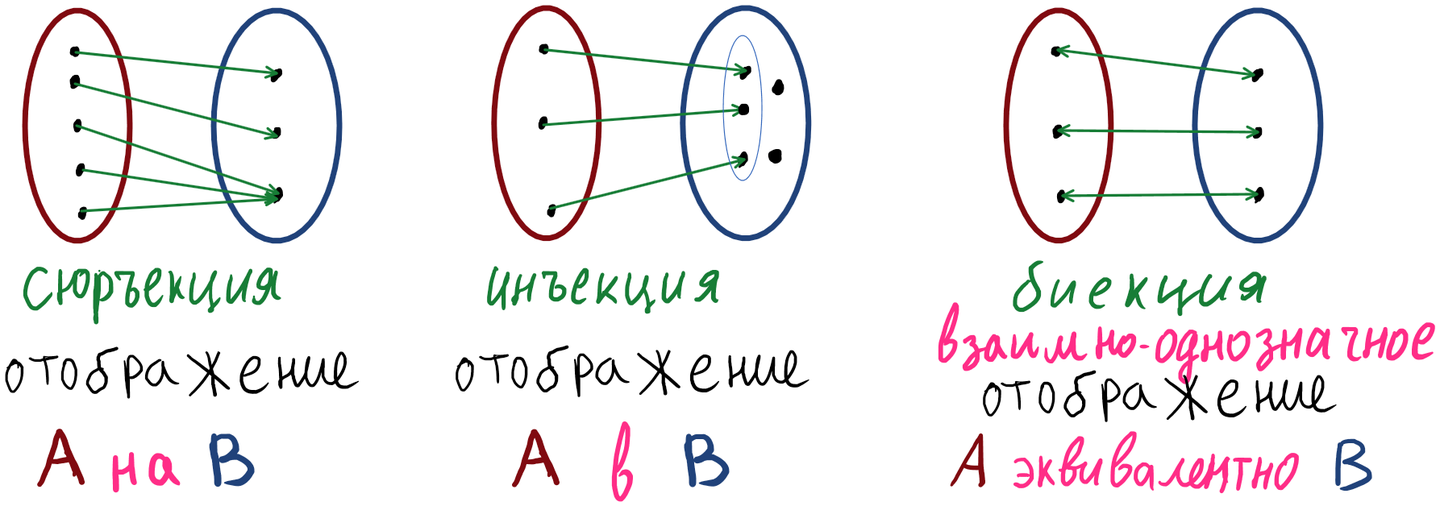 сюръекция
отображение
А на В
инъекция
отображение
А в В
биекция
взаимно-однозначное
отображение
А эквивалентно В